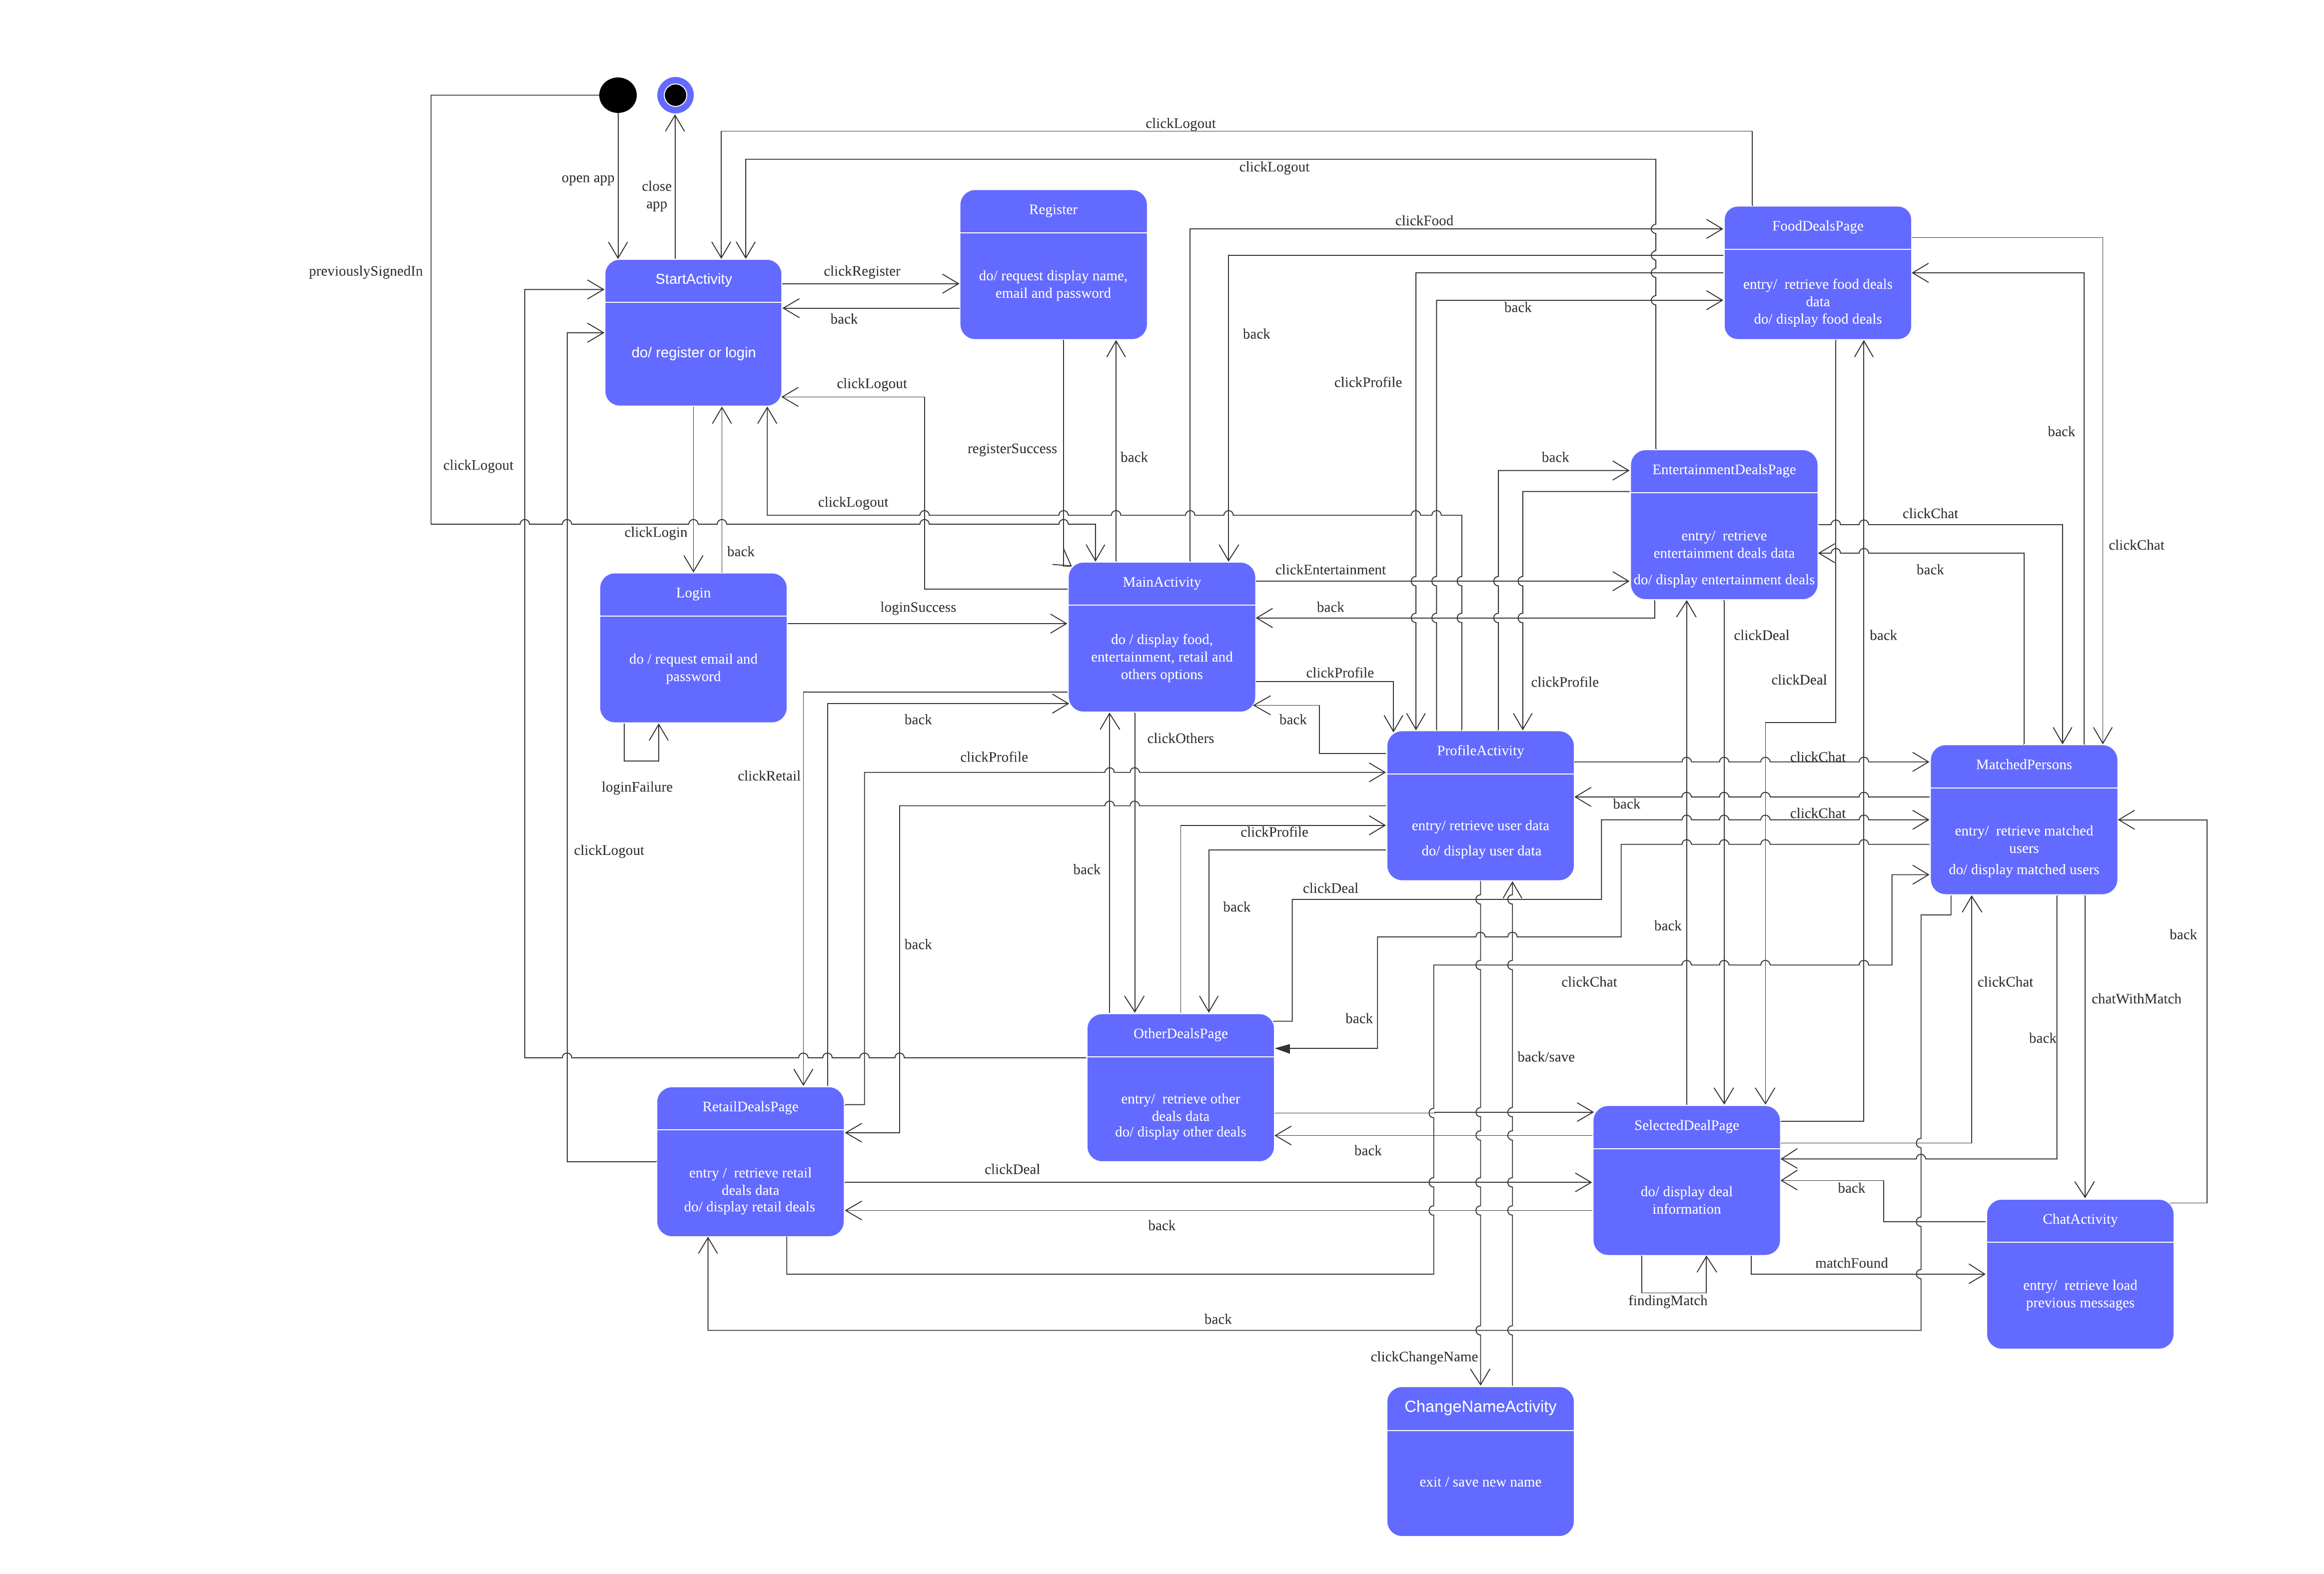 clickLogout
clickLogout
open app
close
app
Register
do/ request display name,
email and password
clickFood
FoodDealsPage
entry/  retrieve food deals
data
do/ display food deals
previouslySignedIn
StartActivity
do/ register or login
clickRegister
back
back
back
clickProfile
clickLogout
back
clickLogout
registerSuccess
back
back
EntertainmentDealsPage
entry/  retrieve
entertainment deals data
do/ display entertainment deals
clickLogout
clickChat
clickLogin
back
clickChat
back
clickEntertainment
MainActivity
do / display food,
entertainment, retail and
others options
Login
do / request email and
password
loginSuccess
back
clickDeal
back
clickProfile
clickProfile
clickDeal
back
back
clickOthers
clickProfile
clickRetail
loginFailure
ProfileActivity
entry/ retrieve user data
do/ display user data
clickChat
back
clickChat
MatchedPersons
entry/  retrieve matched
users
do/ display matched users
clickProfile
clickLogout
back
clickDeal
back
back
back
back
clickChat
clickChat
chatWithMatch
back
back
back/save
OtherDealsPage
entry/  retrieve other
deals data
do/ display other deals
RetailDealsPage
entry /  retrieve retail
deals data
do/ display retail deals
SelectedDealPage
do/ display deal
information
back
clickDeal
back
back
ChatActivity
entry/  retrieve load
previous messages
matchFound
findingMatch
back
clickChangeName
ChangeNameActivity
exit / save new name